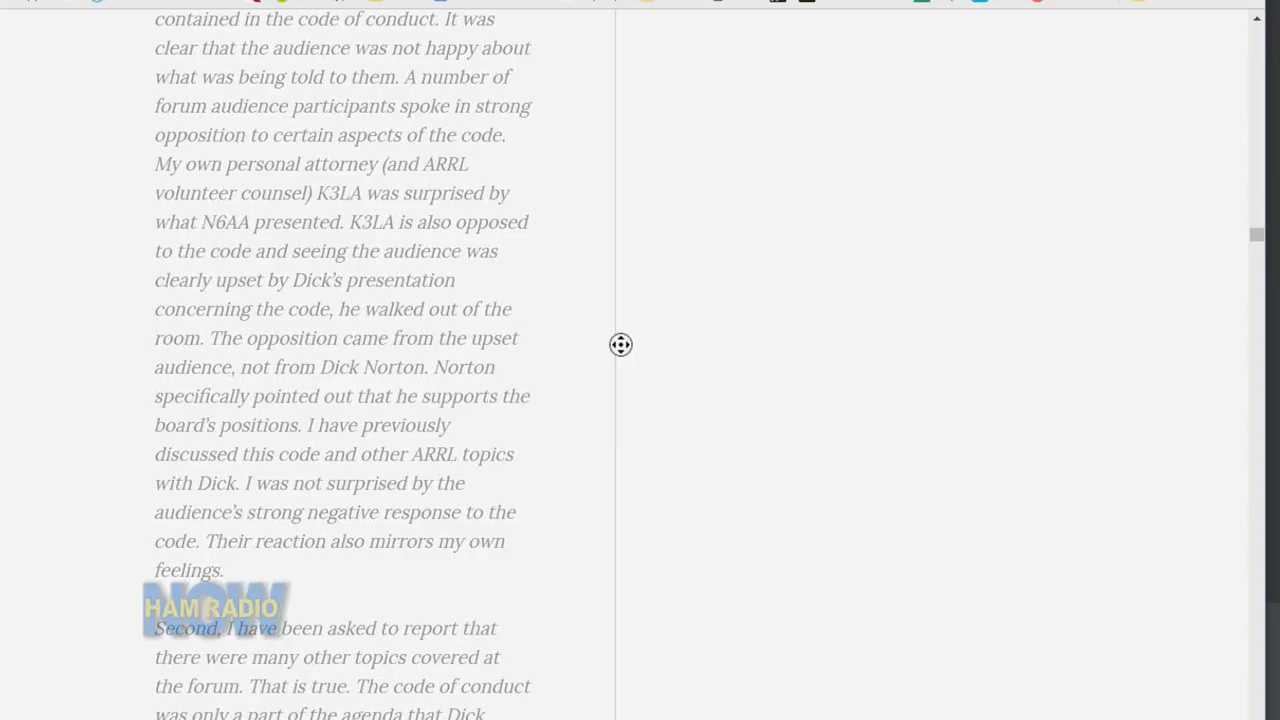 contained in the code of conduct. It was
clear that the audience was not happy about
what was being told to them. A number of
forum audience participants spoke in strong
opposition to certain aspects of the code.
My own personal attorney (and ARRL
volunteer counsel) K3LA was surprised by
what N6AA presented. K3LA is also opposed
to the code and seeing the audience was
clearly upset by Dick’s presentation
concerning the code, he walked out of the
room. The opposition came from the upset
audience, not from Dick Norton. Norton
specifically pointed out that he supports the
board’s positions. I have previously
discussed this code and other ARRL topics
with Dick. I was not surprised by the
audience’s strong negative response to the
code. Their reaction also mirrors my own
feelings.
NOW
HAM RADIO
Second, I have been asked to report that
there were many other topics covered at
the forum. That is true. The code of conduct
was only a part of the agenda that Dick